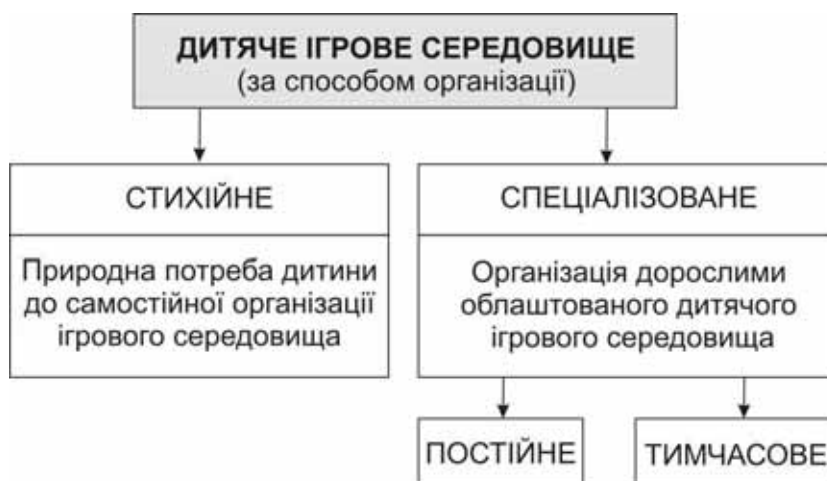 ДИТЯЧЕ ІГРОВЕ СЕРЕДОВИЩЕ
(за способом організації)
СТИХІЙНЕ
Природна потреба дитини
до самостійної організації
ігрового середовища
СПЕЦІАЛІЗОВАНЕ
Організація дорослими
облаштованого дитячого
ігрового середовища
ПОСТІЙНЕ
ТИМЧАСОВЕ